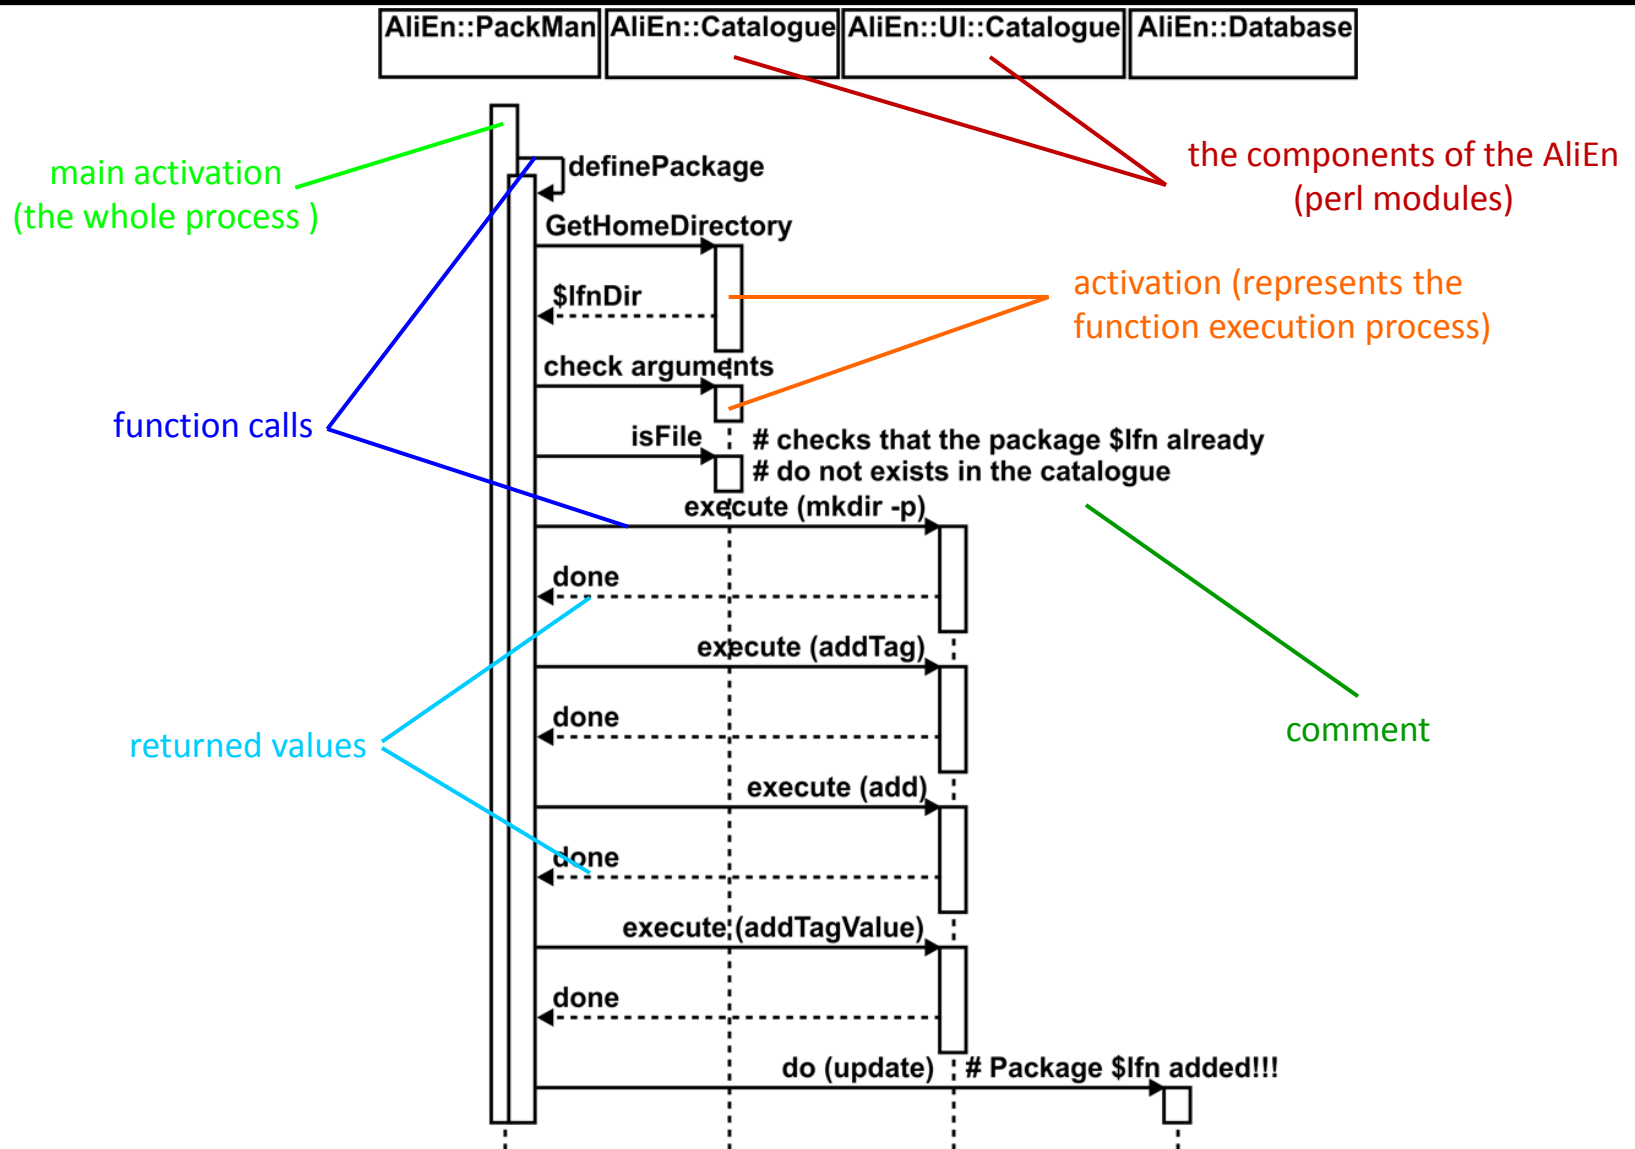 AliEn::PackMan
AliEn::Catalogue
AliEn::UI::Catalogue
AliEn::Database
main activation
(the whole process )
definePackage
the components of the AliEn
(perl modules)
GetHomeDirectory
$lfnDir
activation (represents the
function execution process)
check arguments
function calls
isFile
# checks that the package $lfn already
# do not exists in the catalogue
execute (mkdir -p)
done
execute (addTag)
done
returned values
comment
execute (add)
done
execute (addTagValue)
done
do (update)
# Package $lfn added!!!